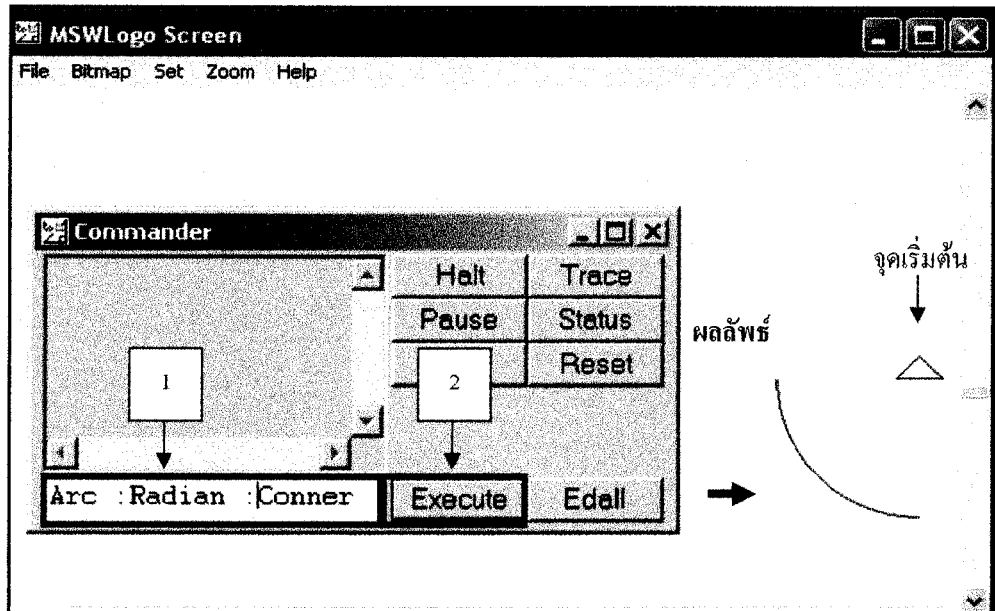 MSWLogo Screen
File Bitmap Set Zoom Help
Commander
Halt Trace
Pause Status
Reset
1
2
Arc :Radian :Conner
Execute Edall
ผลลัพธ์
จุดเริ่มต้น